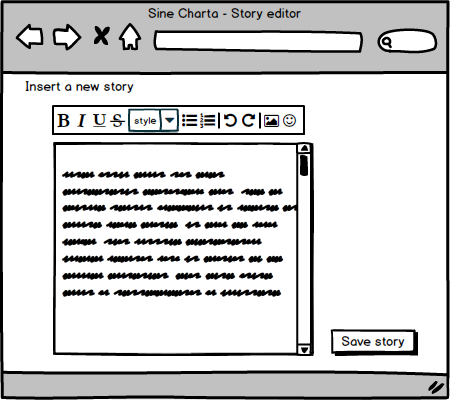 Sine Charta - Story editor
Insert a new story
B I U S style
Save story